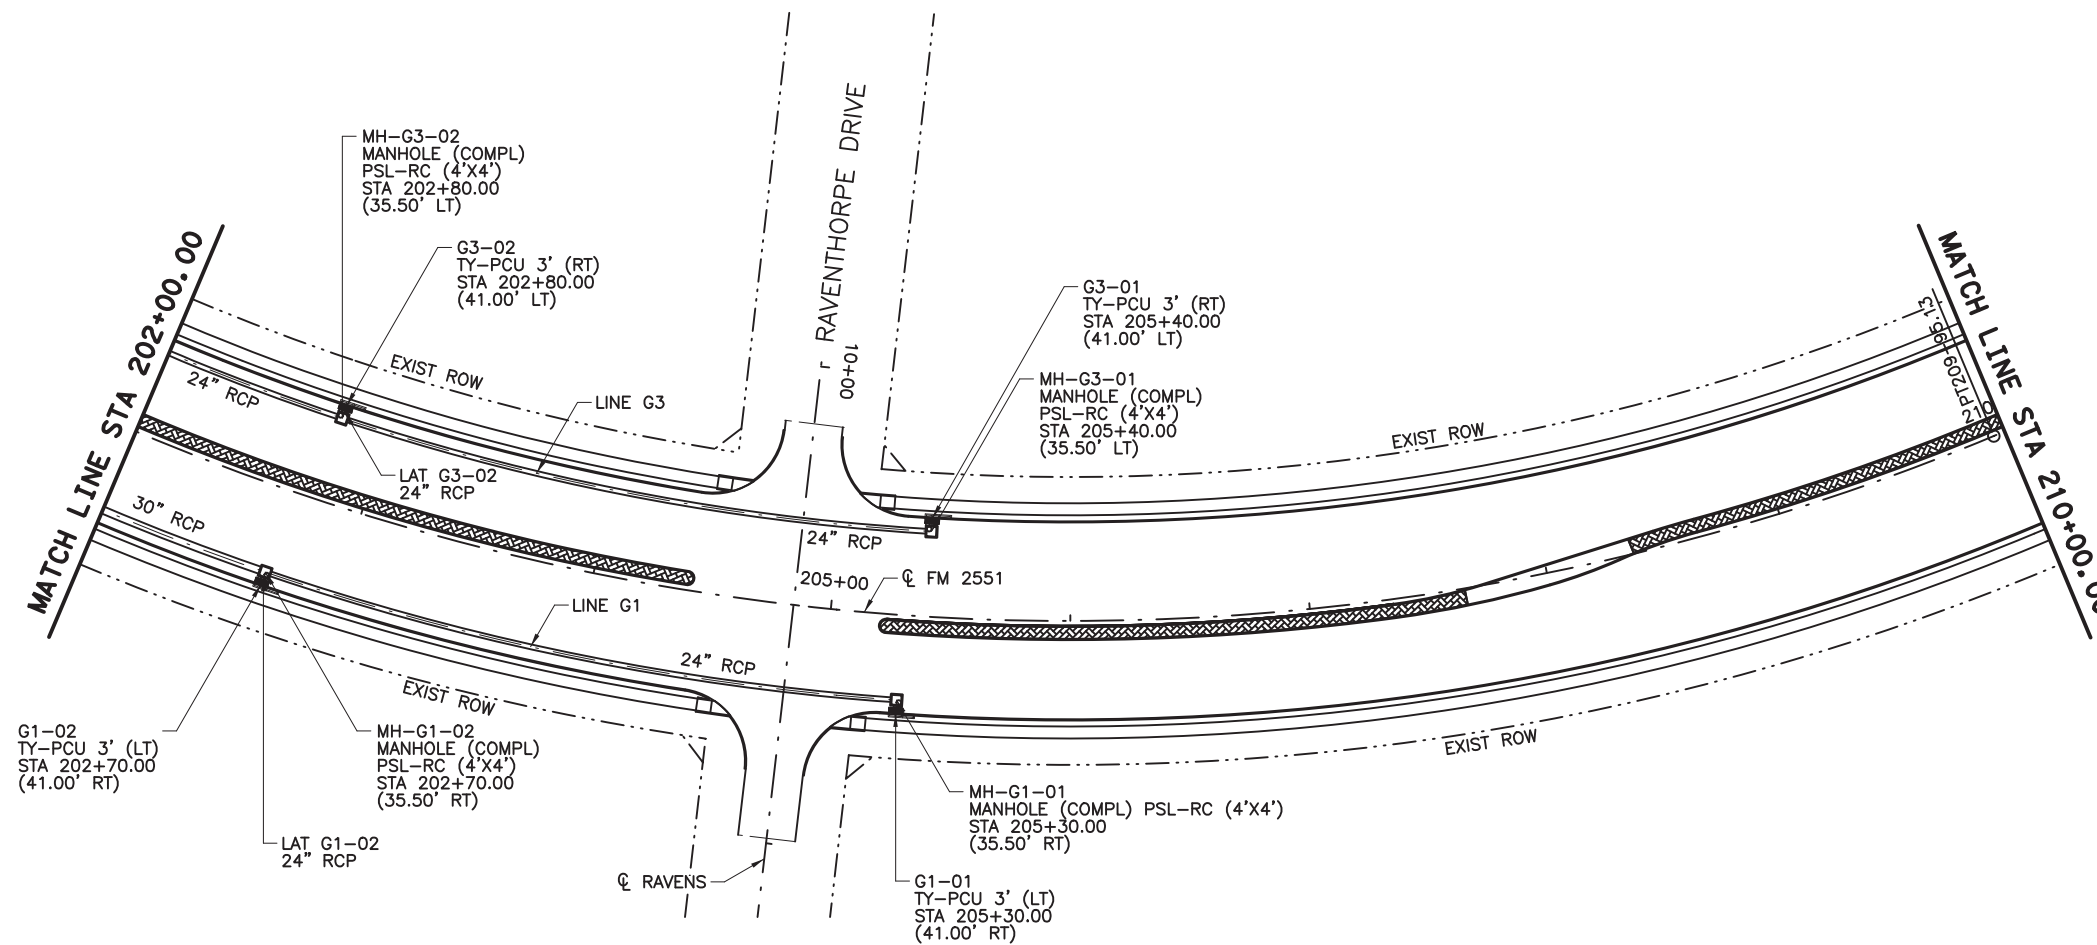 MH-G3-02
MANHOLE (COMPL)
PSL-RC (4'X4')
STA 202+80.00
(35.50' LT)
G3-02
TY-PCU 3' (RT)
STA 202+80.00
(41.00' LT)
RAVENTHORPE DRIVE
10+00
G3-01
TY-PCU 3' (RT)
STA 205+40.00
(41.00' LT)
MH-G3-01
MANHOLE (COMPL)
PSL-RC (4'X4')
STA 205+40.00
(35.50' LT)
MATCH LINE STA 202+00.00
MATCH LINE STA 210+00.00
EXIST ROW
24" RCP
LINE G3
EXIST ROW
LAT G3-02
24" RCP
30" RCP
24" RCP
205+00
℄ FM 2551
LINE G1
24" RCP
EXIST ROW
EXIST ROW
G1-02
TY-PCU 3' (LT)
STA 202+70.00
(41.00' RT)
MH-G1-02
MANHOLE (COMPL)
PSL-RC (4'X4')
STA 202+70.00
(35.50' RT)
LAT G1-02
24" RCP
MH-G1-01
MANHOLE (COMPL) PSL-RC (4'X4')
STA 205+30.00
(35.50' RT)
℄ RAVENS
G1-01
TY-PCU 3' (LT)
STA 205+30.00
(41.00' RT)